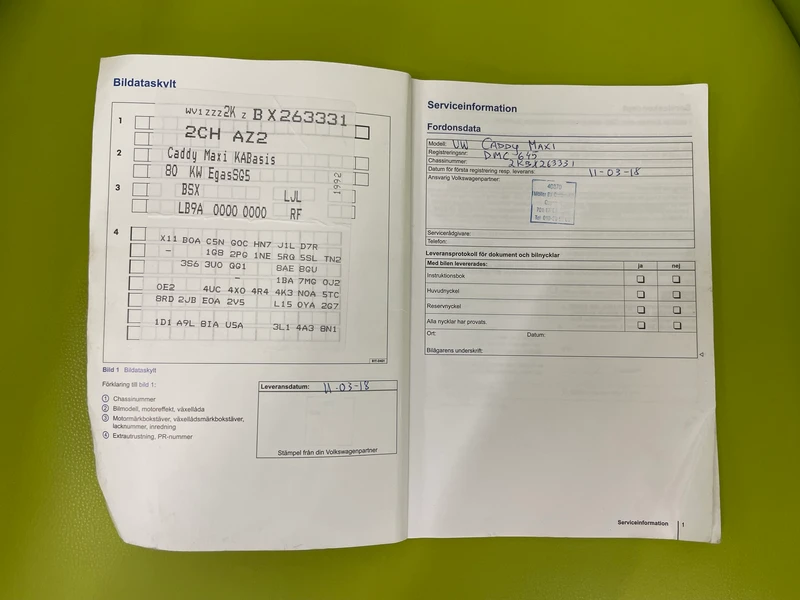 Bildataskylt
1
WV1ZZZ2K Z BX263331
2CH AZ2
2
Caddy Maxi KABasis
80 KW EgasSG5
1992
3
BSX LJL
LB9A 0000 0000 RF
4
X11 B0A C5N G0C HN7 J1L D7R
- 1G8 2PG 1NE 5RQ 5SL TN2
3S6 3U0 QG1 8AE BGU
- 1BA 7MG 0J2
0E2 4UC 4X0 4R4 4K3 N0A 5TC
8RD 2JB E0A 2V5 L15 0YA 2G7
1D1 A9L 8IA U5A 3L1 4A3 8N1
Bild 1 Bildataskylt
Förklaring till bild 1:
① Chassinummer
② Bilmodell, motoreffekt, växellåda
③ Motormärkbokstäver, växellådsmärkbokstäver,
lacknummer, inredning
④ Extrautrustning, PR-nummer
Leveransdatum: 11-03-18
Stämpel från din Volkswagenpartner
Serviceinformation
Fordonsdata
Modell: VW CADDY MAXI
Registreringsnr: DMC 645
Chassinummer: 2KBX263331
Datum för första registrering resp. leverans: 11-03-18
Ansvarig Volkswagenpartner:
Servicerådgivare:
Telefon:
Leveransprotokoll för dokument och bilnycklar
Med bilen levererades: ja nej
Instruktionsbok
Huvudnyckel
Reservnyckel
Alla nycklar har provats.
Ort: Datum:
Bilägarens underskrift:
Serviceinformation 1